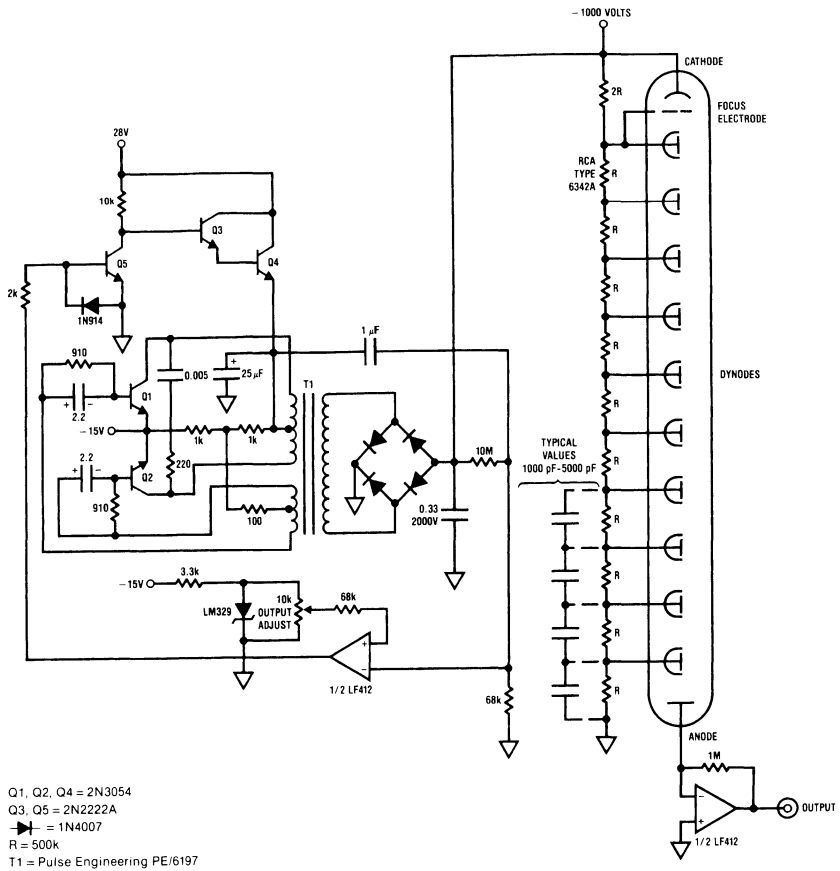 − 1000 VOLTS
CATHODE
2R
FOCUS
ELECTRODE
28V
RCA
TYPE
6342A
R
10k
Q3
R
Q5
Q4
R
2k
1N914
R
1 μF
910
0.005
25 μF
T1
R
DYNODES
+
2.2
−
Q1
+
R
− 15V
1k
1k
TYPICAL
VALUES
1000 pF-5000 pF
10M
R
2.2
+
−
Q2
220
910
100
0.33
2000V
R
− 15V
3.3k
R
LM329
10k
OUTPUT
ADJUST
68k
R
+
−
1/2 LF412
68k
R
ANODE
1M
−
+
OUTPUT
1/2 LF412
Q1, Q2, Q4 = 2N3054
Q3, Q5 = 2N2222A
= 1N4007
R = 500k
T1 = Pulse Engineering PE/6197